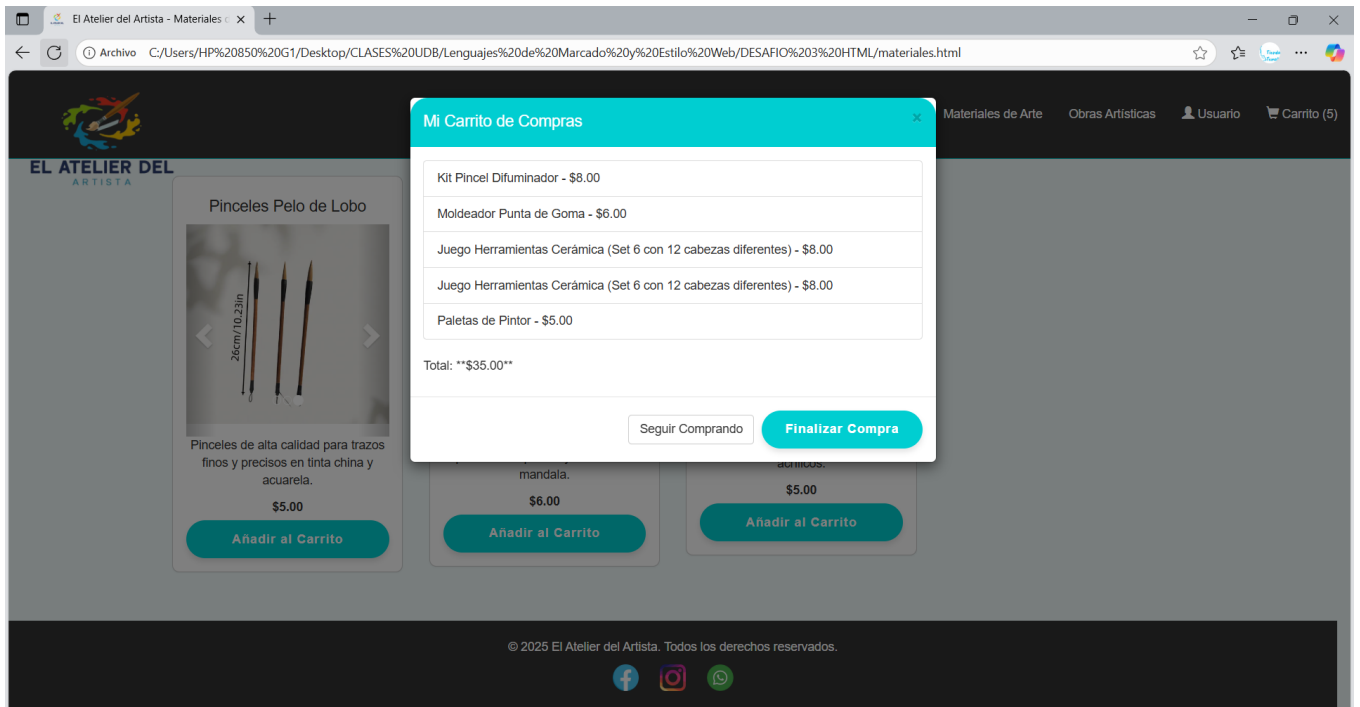 El Atelier del Artista - Materiales d
Archivo
C:/Users/HP%20850%20G1/Desktop/CLASES%20UDB/Lenguajes%20de%20Marcado%20y%20Estilo%20Web/DESAFIO%203%20HTML/materiales.html
EL ATELIER DEL
ARTISTA
Materiales de Arte
Obras Artísticas
Usuario
Carrito (5)
Mi Carrito de Compras
×
Kit Pincel Difuminador - $8.00
Moldeador Punta de Goma - $6.00
Juego Herramientas Cerámica (Set 6 con 12 cabezas diferentes) - $8.00
Juego Herramientas Cerámica (Set 6 con 12 cabezas diferentes) - $8.00
Paletas de Pintor - $5.00
Total: **$35.00**
Seguir Comprando
Finalizar Compra
Pinceles Pelo de Lobo
26cm/10.23in
Pinceles de alta calidad para trazos
finos y precisos en tinta china y
acuarela.
$5.00
Añadir al Carrito
mandala.
$6.00
Añadir al Carrito
acrílicos.
$5.00
Añadir al Carrito
© 2025 El Atelier del Artista. Todos los derechos reservados.